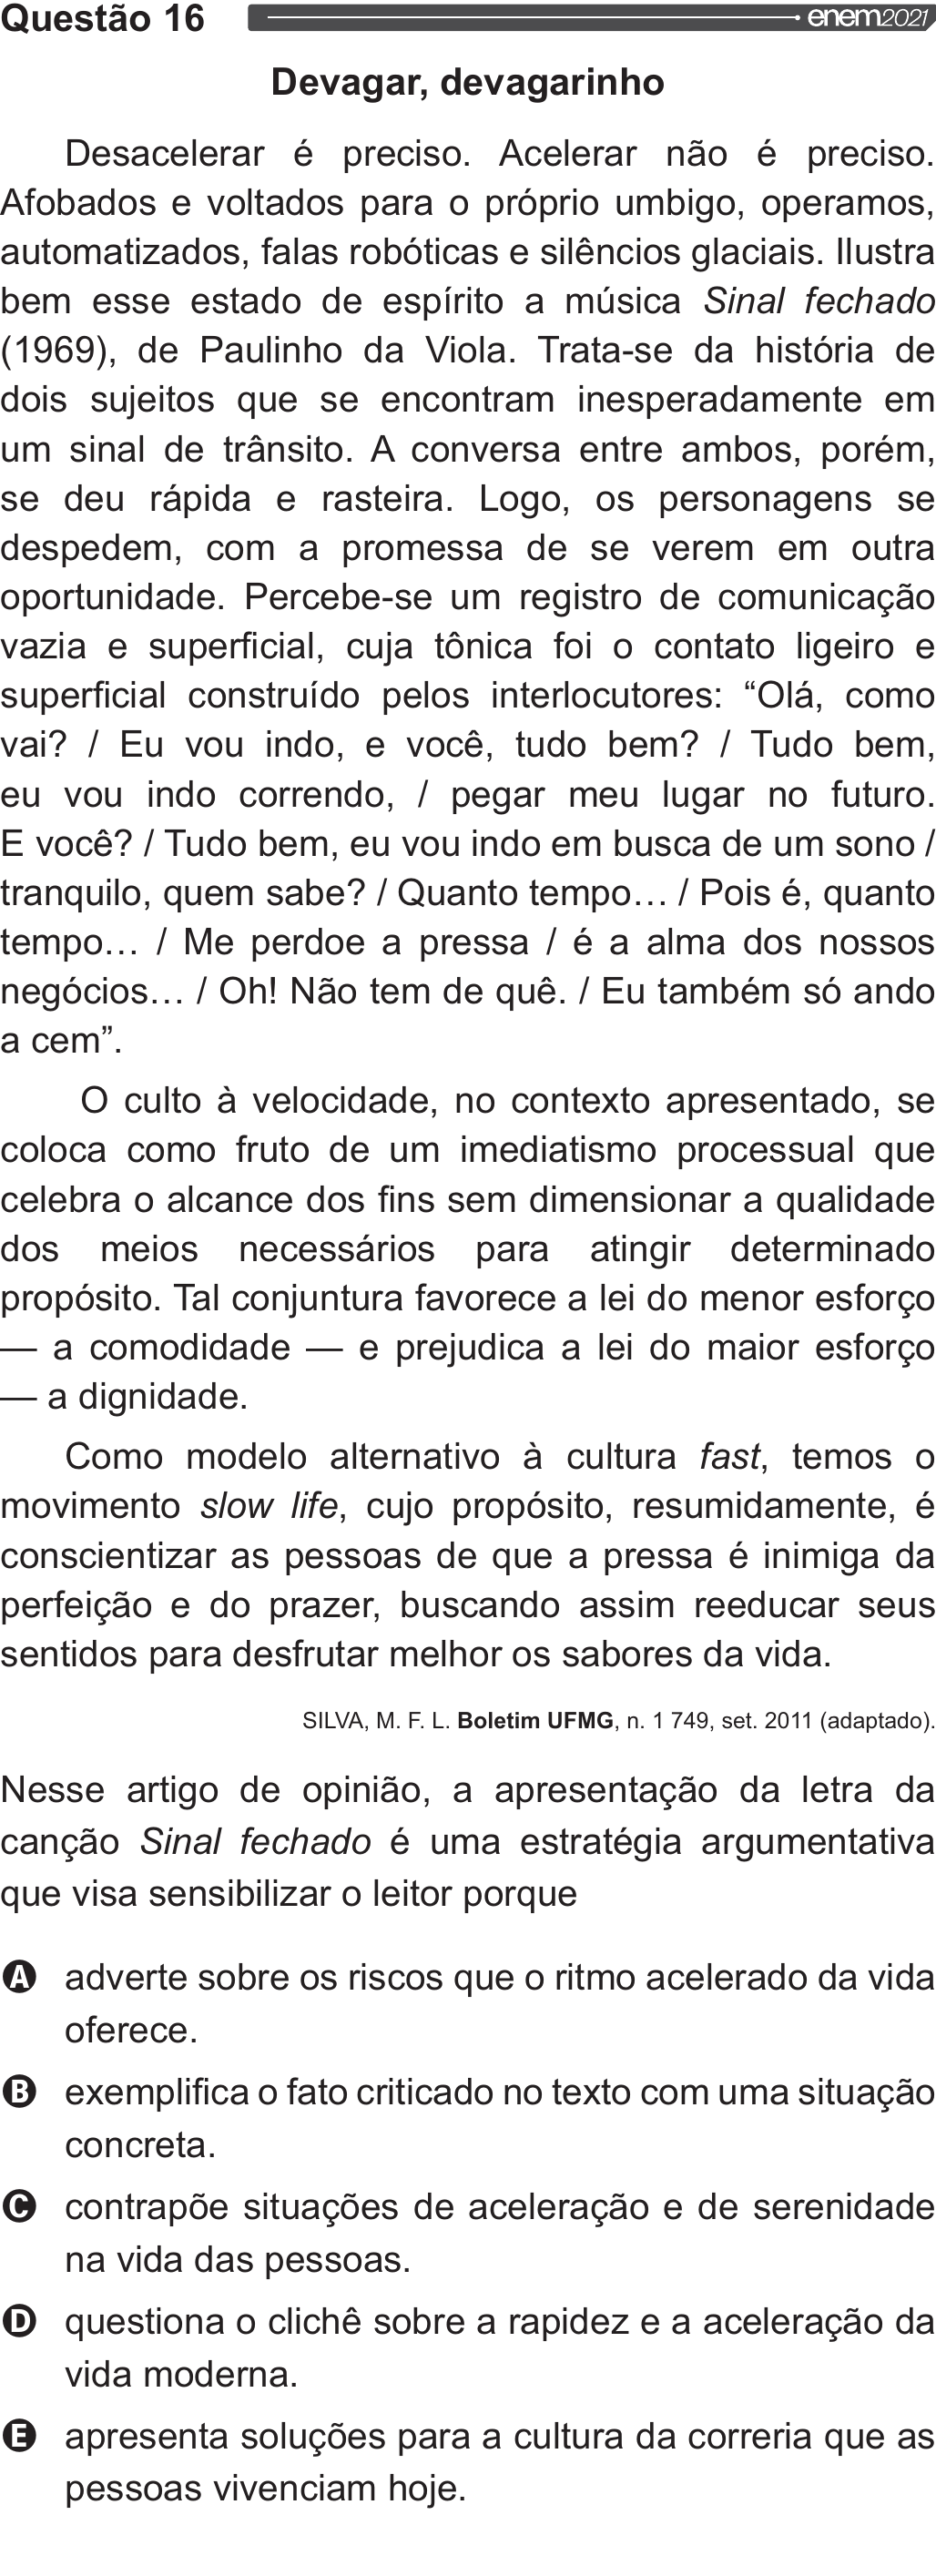 Questão 16
enem2021
Devagar, devagarinho
Desacelerar é preciso. Acelerar não é preciso.
Afobados e voltados para o próprio umbigo, operamos,
automatizados, falas robóticas e silêncios glaciais. Ilustra
bem esse estado de espírito a música Sinal fechado
(1969), de Paulinho da Viola. Trata-se da história de
dois sujeitos que se encontram inesperadamente em
um sinal de trânsito. A conversa entre ambos, porém,
se deu rápida e rasteira. Logo, os personagens se
despedem, com a promessa de se verem em outra
oportunidade. Percebe-se um registro de comunicação
vazia e superficial, cuja tônica foi o contato ligeiro e
superficial construído pelos interlocutores: “Olá, como
vai? / Eu vou indo, e você, tudo bem? / Tudo bem,
eu vou indo correndo, / pegar meu lugar no futuro.
E você? / Tudo bem, eu vou indo em busca de um sono /
tranquilo, quem sabe? / Quanto tempo… / Pois é, quanto
tempo… / Me perdoe a pressa / é a alma dos nossos
negócios… / Oh! Não tem de quê. / Eu também só ando
a cem”.
O culto à velocidade, no contexto apresentado, se
coloca como fruto de um imediatismo processual que
celebra o alcance dos fins sem dimensionar a qualidade
dos meios necessários para atingir determinado
propósito. Tal conjuntura favorece a lei do menor esforço
— a comodidade — e prejudica a lei do maior esforço
— a dignidade.
Como modelo alternativo à cultura fast, temos o
movimento slow life, cujo propósito, resumidamente, é
conscientizar as pessoas de que a pressa é inimiga da
perfeição e do prazer, buscando assim reeducar seus
sentidos para desfrutar melhor os sabores da vida.
SILVA, M. F. L. Boletim UFMG, n. 1 749, set. 2011 (adaptado).
Nesse artigo de opinião, a apresentação da letra da
canção Sinal fechado é uma estratégia argumentativa
que visa sensibilizar o leitor porque
A adverte sobre os riscos que o ritmo acelerado da vida
oferece.
B exemplifica o fato criticado no texto com uma situação
concreta.
C contrapõe situações de aceleração e de serenidade
na vida das pessoas.
D questiona o clichê sobre a rapidez e a aceleração da
vida moderna.
E apresenta soluções para a cultura da correria que as
pessoas vivenciam hoje.